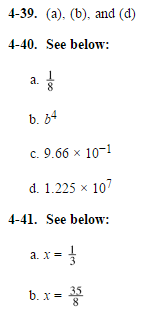 4-39. (a), (b), and (d)
4-40. See below:
a. 1/8
b. b⁴
c. 9.66 × 10⁻¹
d. 1.225 × 10⁷
4-41. See below:
a. x = 1/3
b. x = 35/8